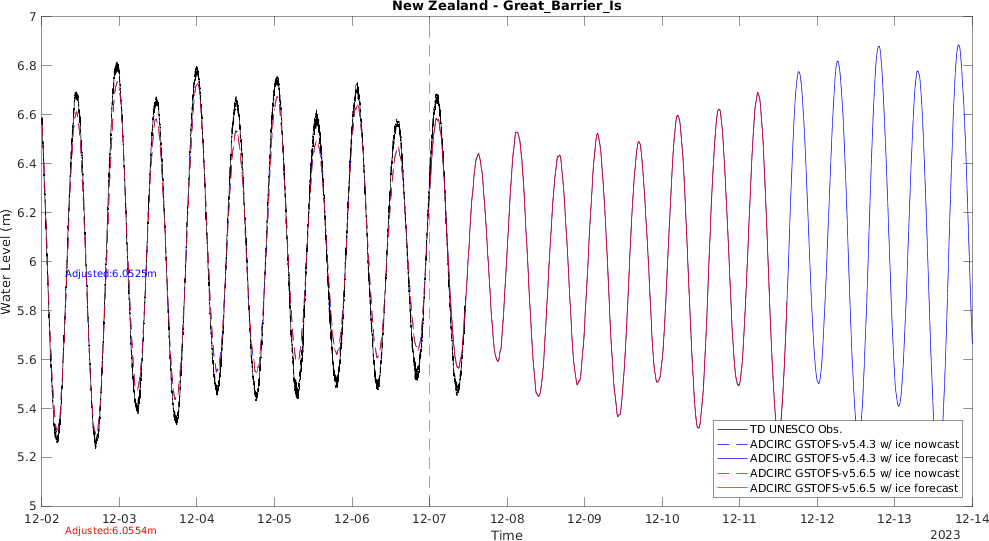 New Zealand - Great_Barrier_Is
7
6.8
6.6
6.4
6.2
6
5.8
5.6
5.4
5.2
5
Water Level (m)
Adjusted:6.0525m
TD UNESCO Obs.
ADCIRC GSTOFS-v5.4.3 w/ ice nowcast
ADCIRC GSTOFS-v5.4.3 w/ ice forecast
ADCIRC GSTOFS-v5.6.5 w/ ice nowcast
ADCIRC GSTOFS-v5.6.5 w/ ice forecast
12-02 12-03 12-04 12-05 12-06 12-07 12-08 12-09 12-10 12-11 12-12 12-13 12-14
Adjusted:6.0554m
Time
2023